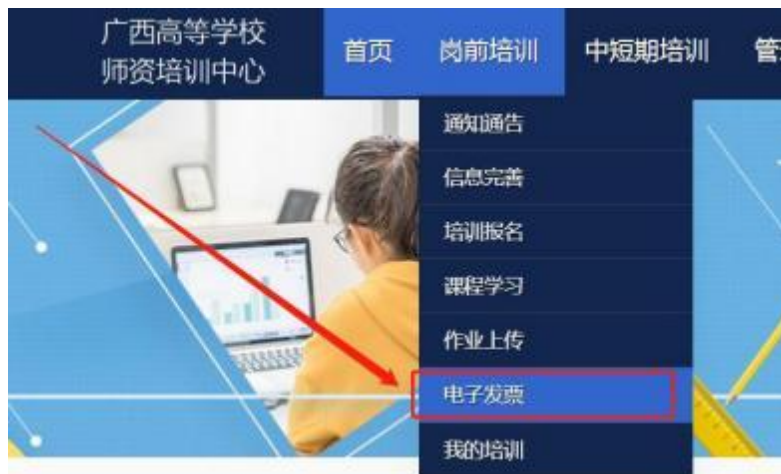 广西高等学校
师资培训中心
首页
岗前培训
中短期培训
管
通知通告
信息完善
培训报名
课程学习
作业上传
电子发票
我的培训